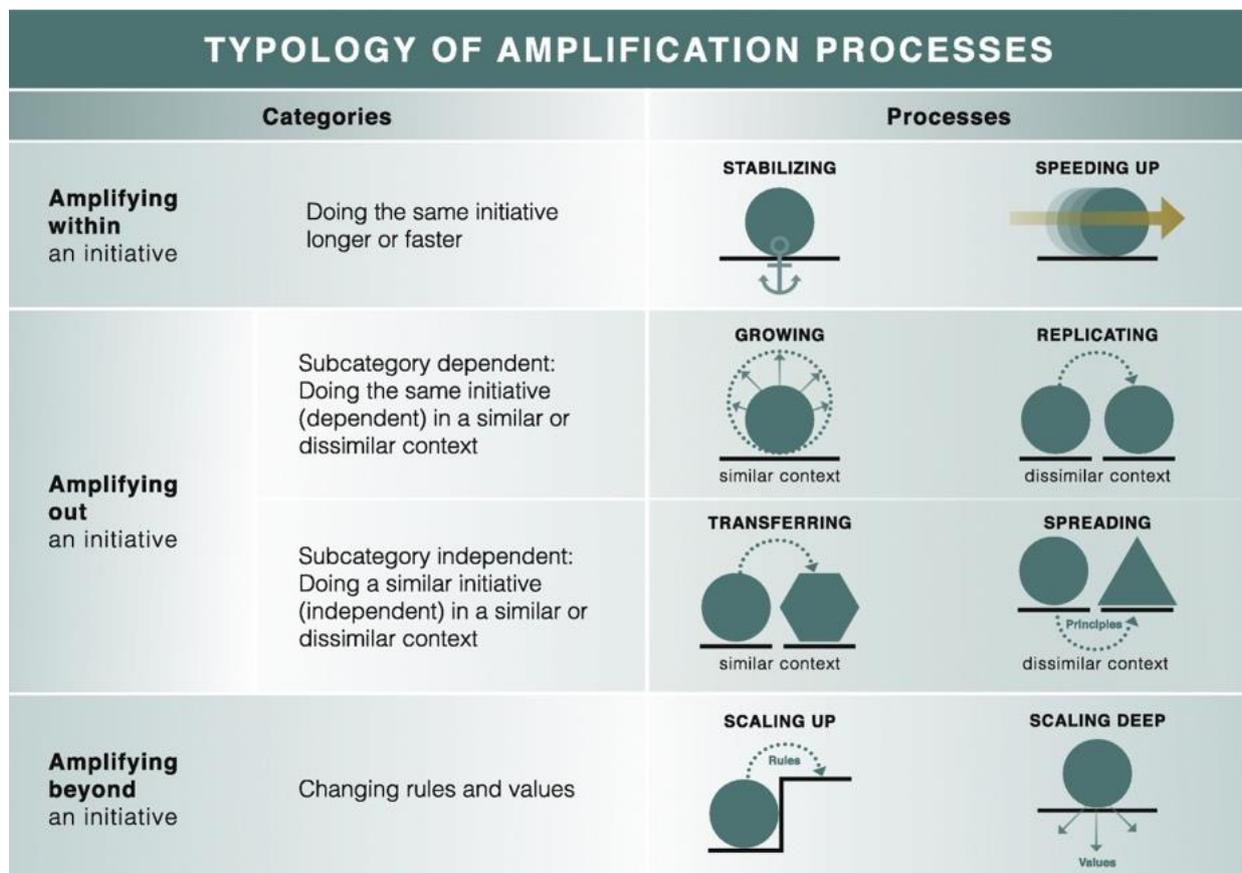 TYPOLOGY OF AMPLIFICATION PROCESSES
Categories
Processes
Amplifying
within
an initiative
Doing the same initiative
longer or faster
STABILIZING
SPEEDING UP
Amplifying
out
an initiative
Subcategory dependent:
Doing the same initiative
(dependent) in a similar or
dissimilar context
GROWING
similar context
REPLICATING
dissimilar context
Subcategory independent:
Doing a similar initiative
(independent) in a similar or
dissimilar context
TRANSFERRING
similar context
SPREADING
Principles
dissimilar context
Amplifying
beyond
an initiative
Changing rules and values
SCALING UP
Rules
SCALING DEEP
Values